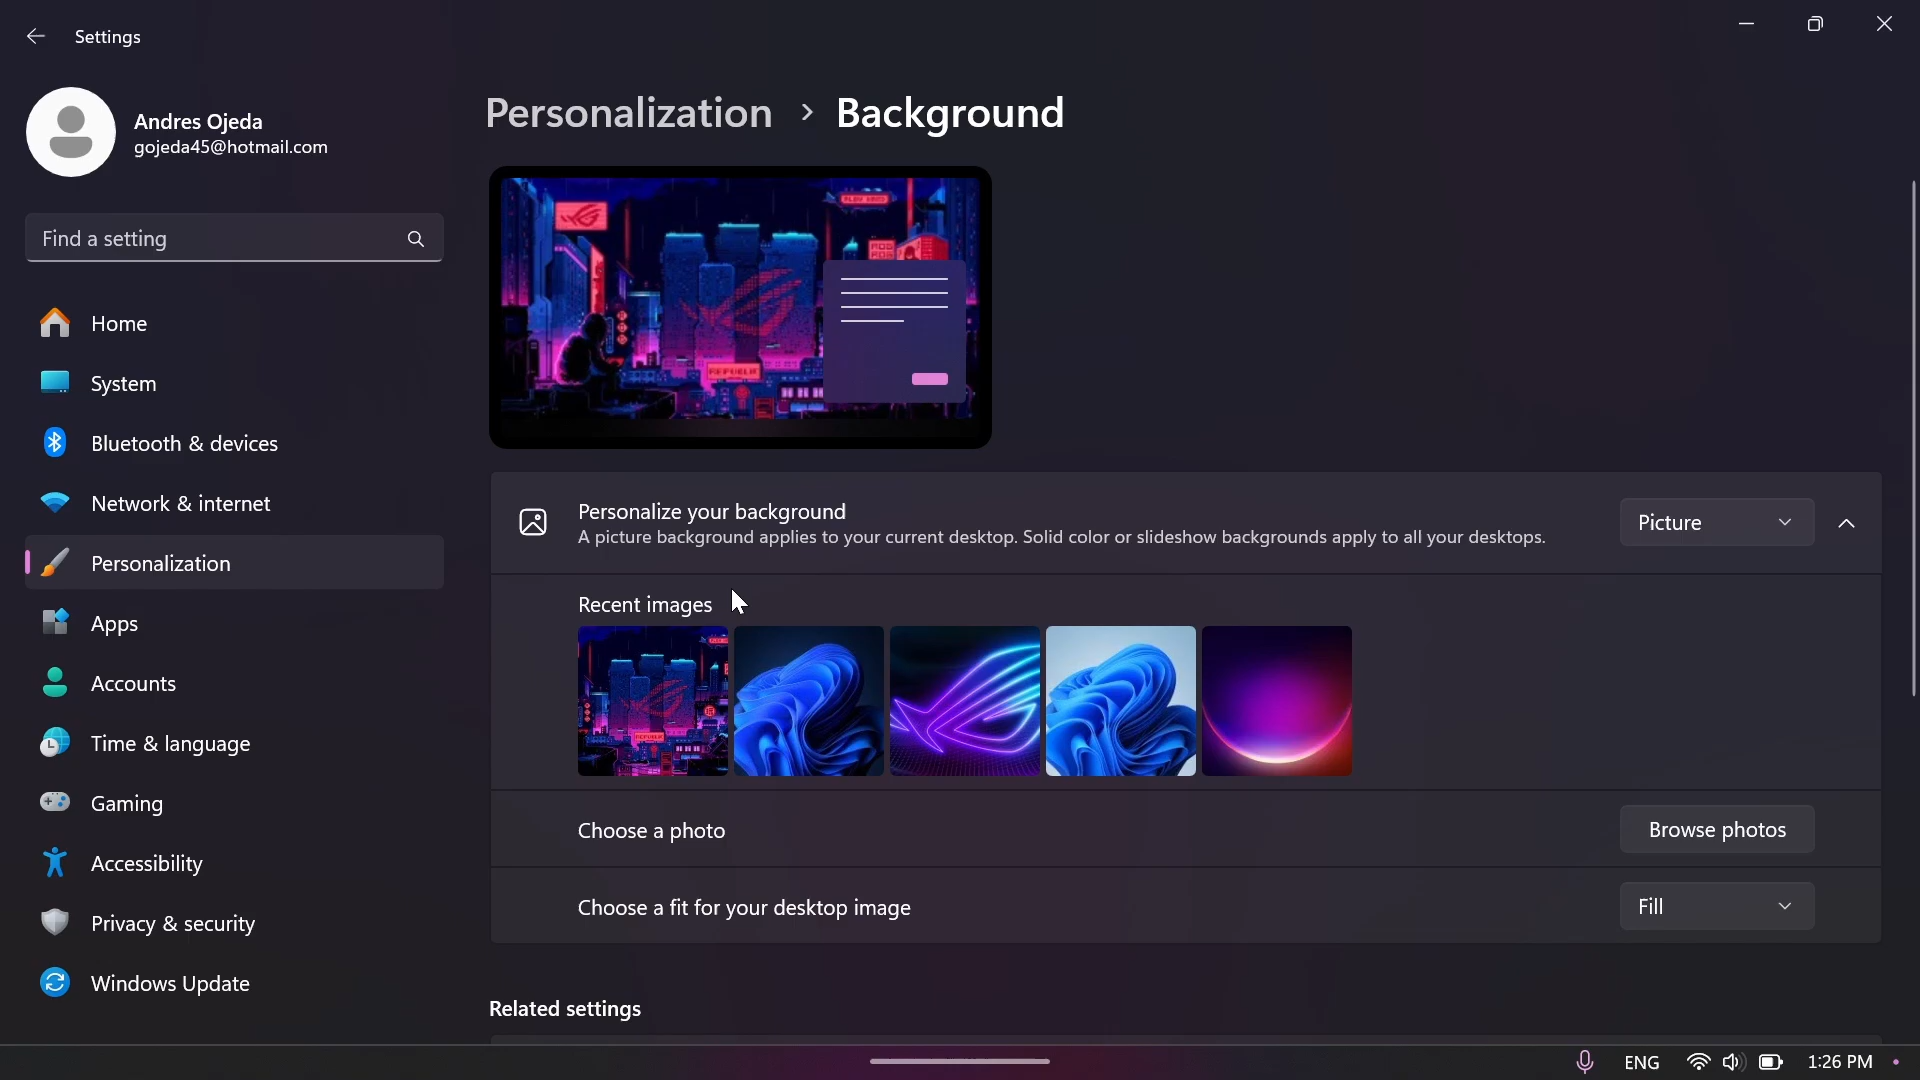 Settings
Andres Ojeda
gojeda45@hotmail.com
Find a setting
Home
System
Bluetooth & devices
Network & internet
Personalization
Apps
Accounts
Time & language
Gaming
Accessibility
Privacy & security
Windows Update
Personalization > Background
REPUBLIK
Personalize your background
A picture background applies to your current desktop. Solid color or slideshow backgrounds apply to all your desktops.
Picture
Recent images
Choose a photo
Browse photos
Choose a fit for your desktop image
Fill
Related settings
ENG
1:26 PM